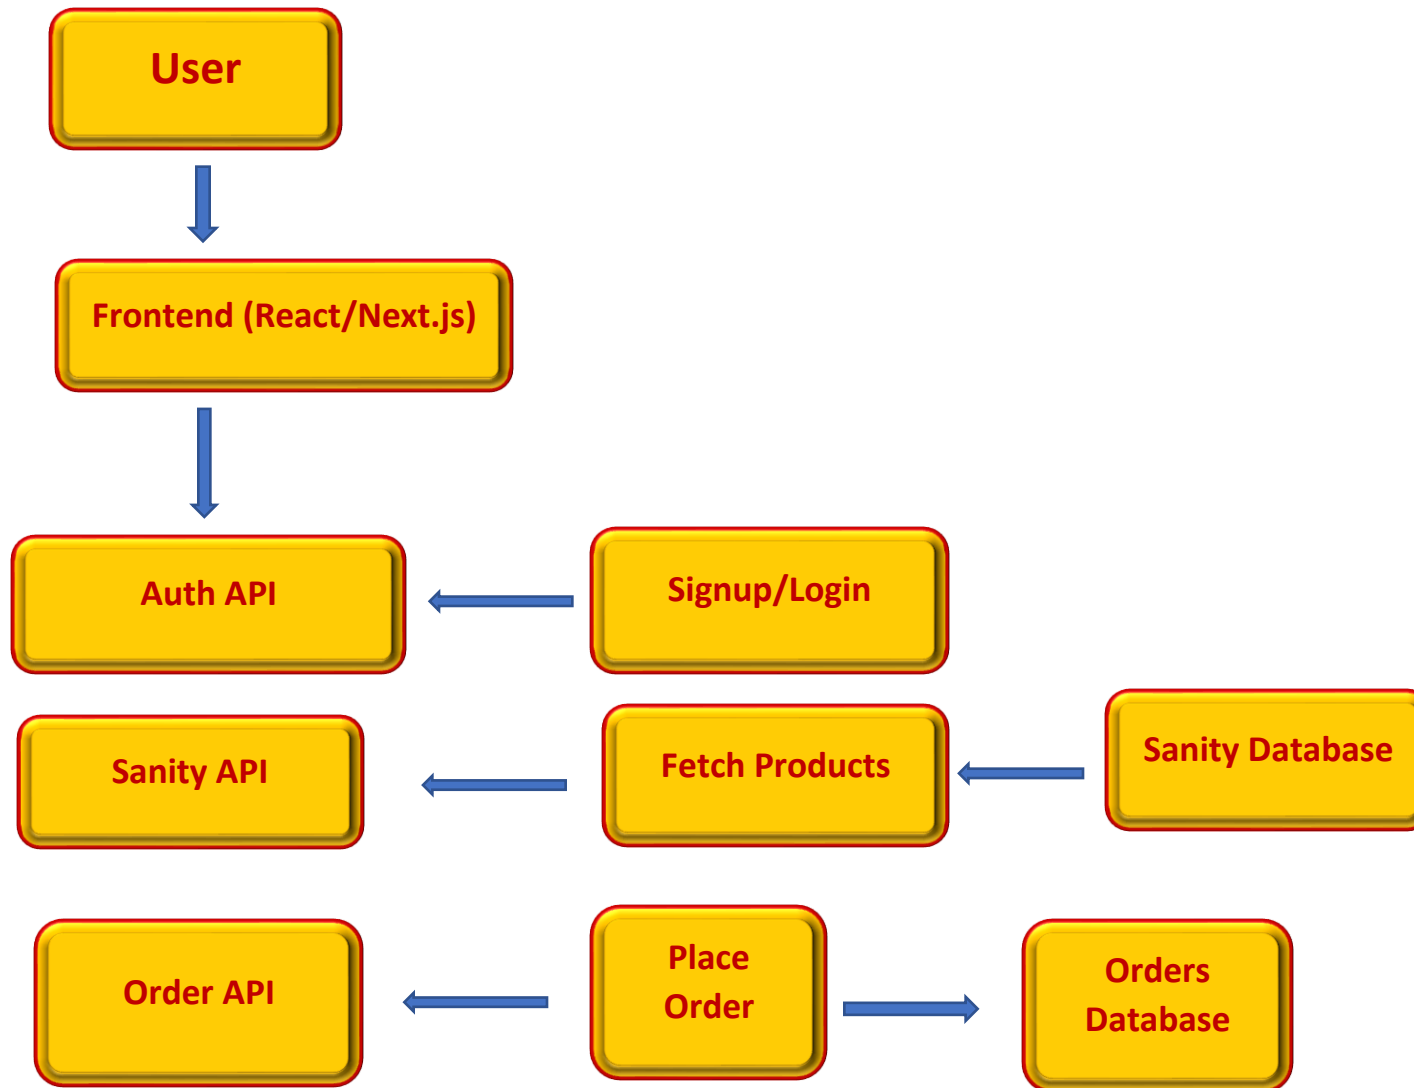 User
Frontend (React/Next.js)
Auth API
Signup/Login
Sanity API
Fetch Products
Sanity Database
Order API
Place
Order
Orders
Database